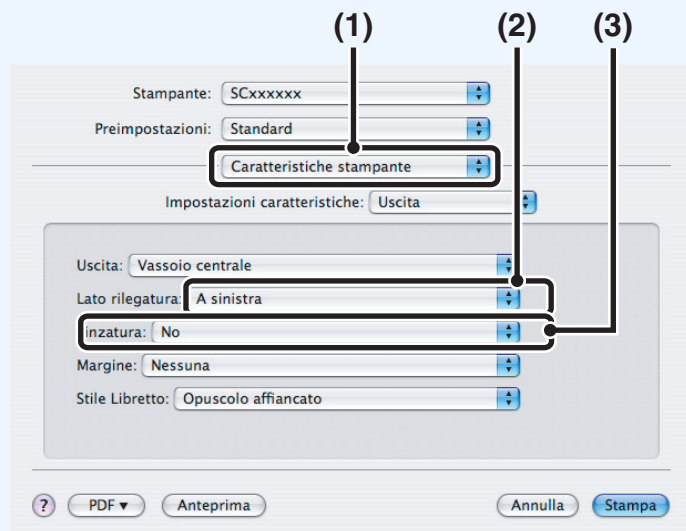 (1) (2) (3)
Stampante: SCxxxxxx
Preimpostazioni: Standard
Caratteristiche stampante
Impostazioni caratteristiche: Uscita
Uscita: Vassoio centrale
Lato rilegatura: A sinistra
inzatura: No
Margine: Nessuna
Stile Libretto: Opuscolo affiancato
? PDF▼ Anteprima Annulla Stampa